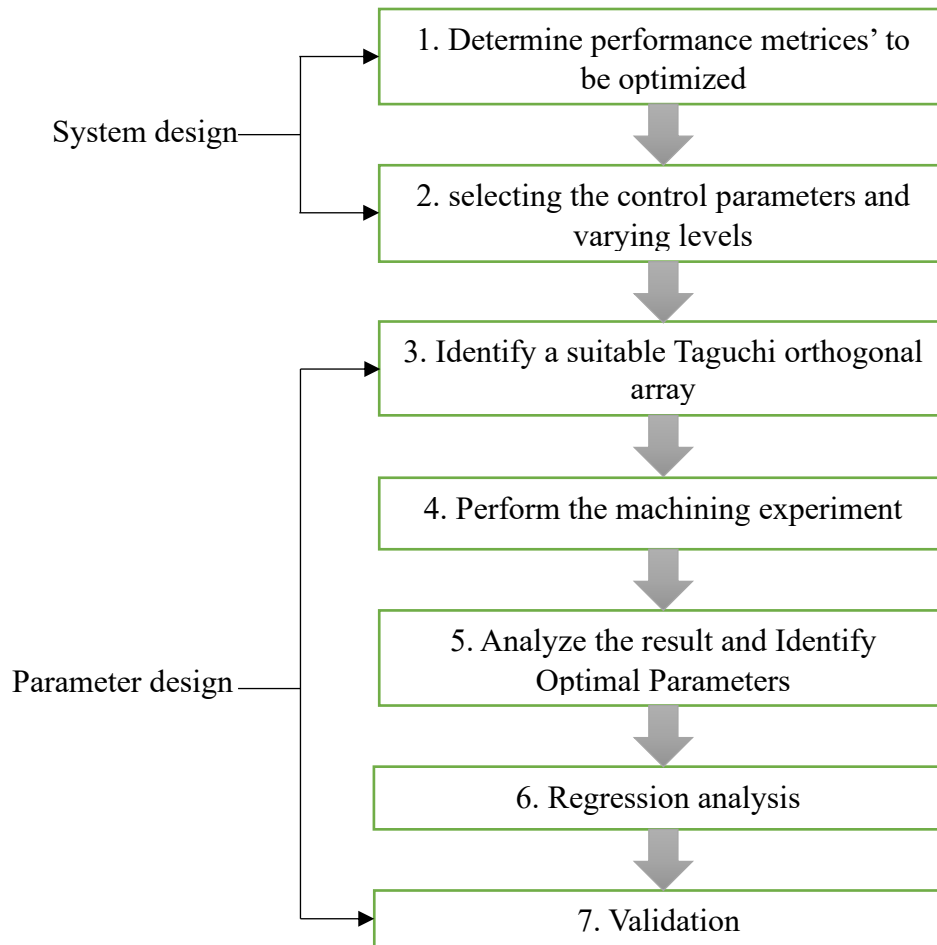 1. Determine performance metrices’ to
be optimized
System design
2. selecting the control parameters and
varying levels
3. Identify a suitable Taguchi orthogonal
array
4. Perform the machining experiment
5. Analyze the result and Identify
Optimal Parameters
Parameter design
6. Regression analysis
7. Validation